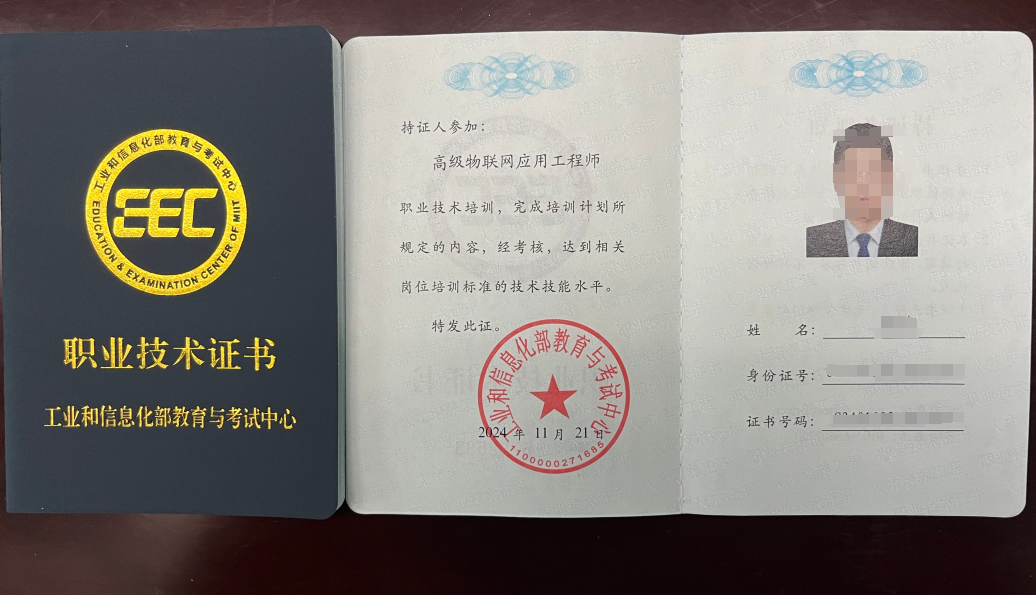 工业和信息化部教育与考试中心
EEC
EDUCATION & EXAMINATION CENTER OF MIIT
职业技术证书
工业和信息化部教育与考试中心
持证人参加：
高级物联网应用工程师
职业技术培训，完成培训计划所
规定的内容，经考核，达到相关
岗位培训标准的技术技能水平。
特发此证。
工业和信息化部教育与考试中心
2024 年 11 月 21 日
1100000271685
姓 名：
身份证号：
证书号码：